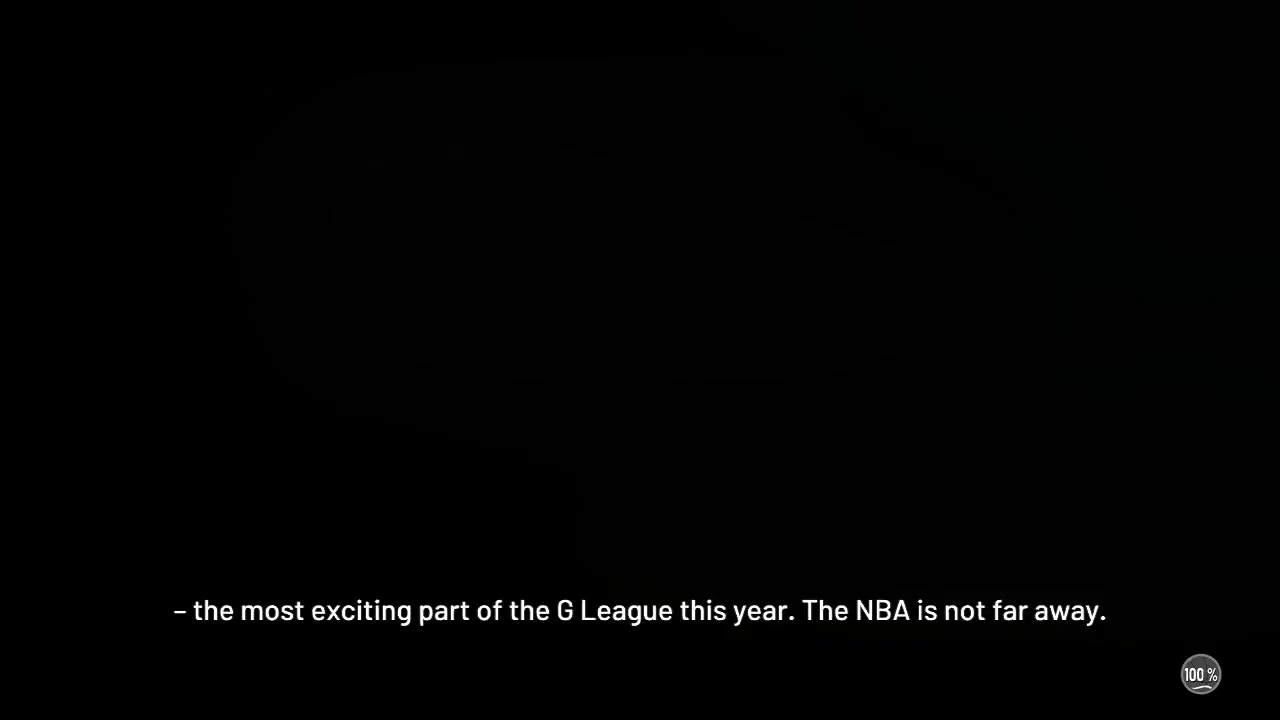 – the most exciting part of the G League this year. The NBA is not far away.
100 %